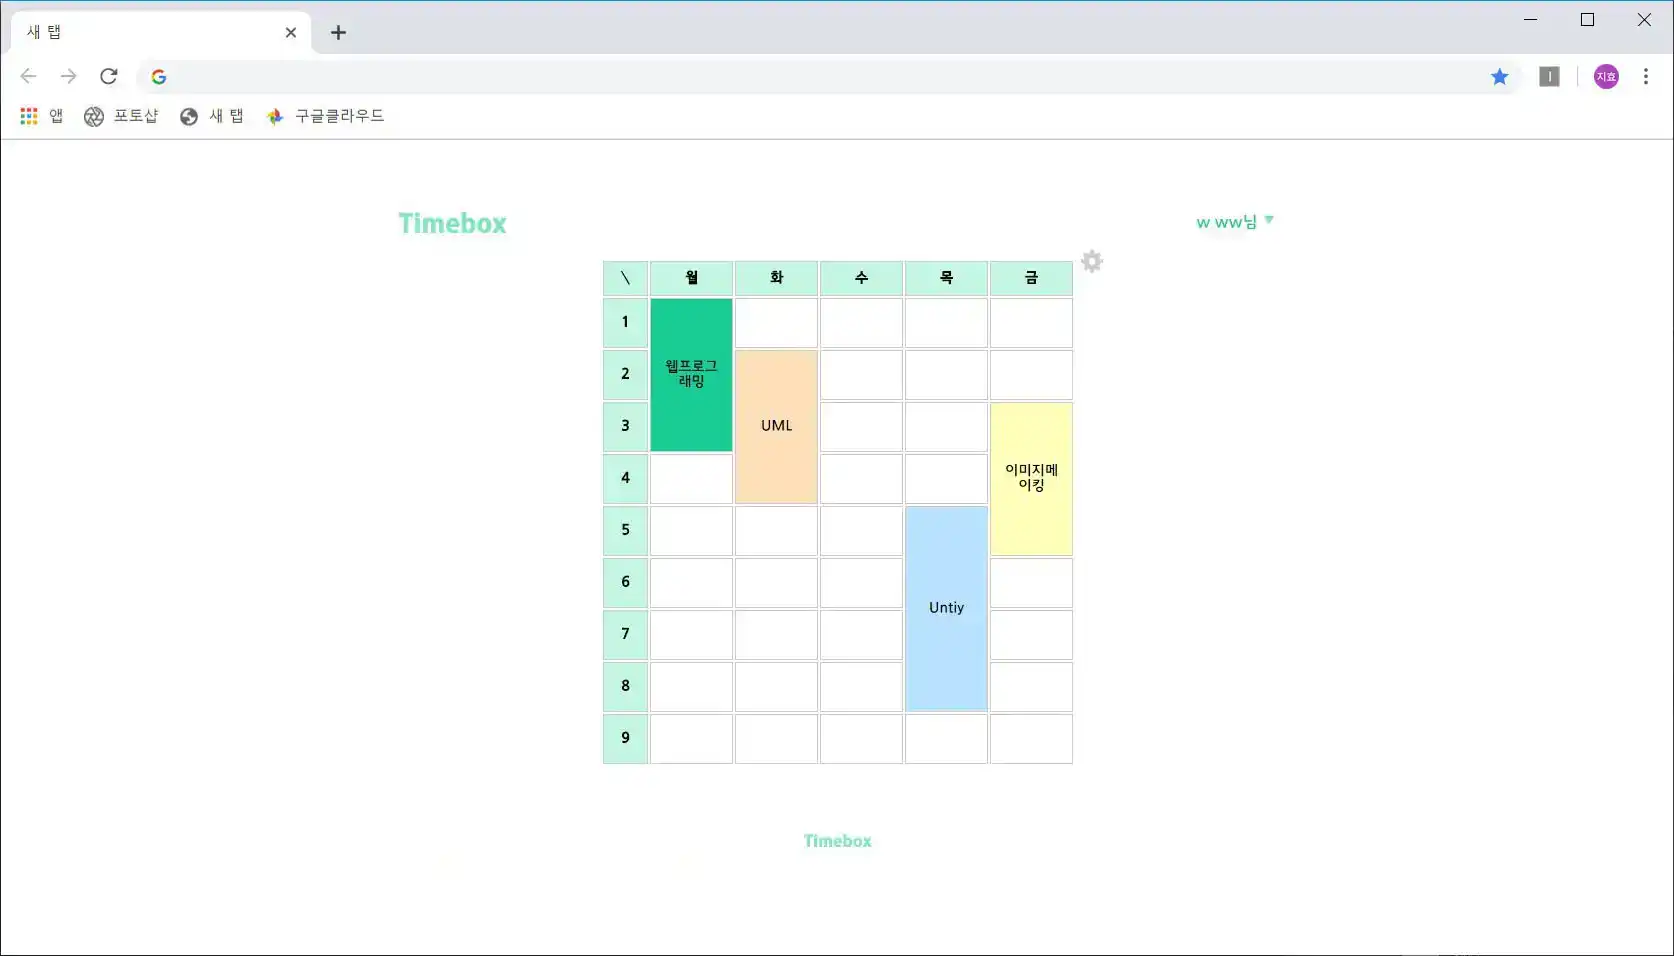 새 탭
지효
앱 포토샵 새 탭 구글클라우드
Timebox
w ww님
\ 월 화 수 목 금
1
2
3
4
5
6
7
8
9
웹프로그
래밍
UML
Untiy
이미지메
이킹
Timebox